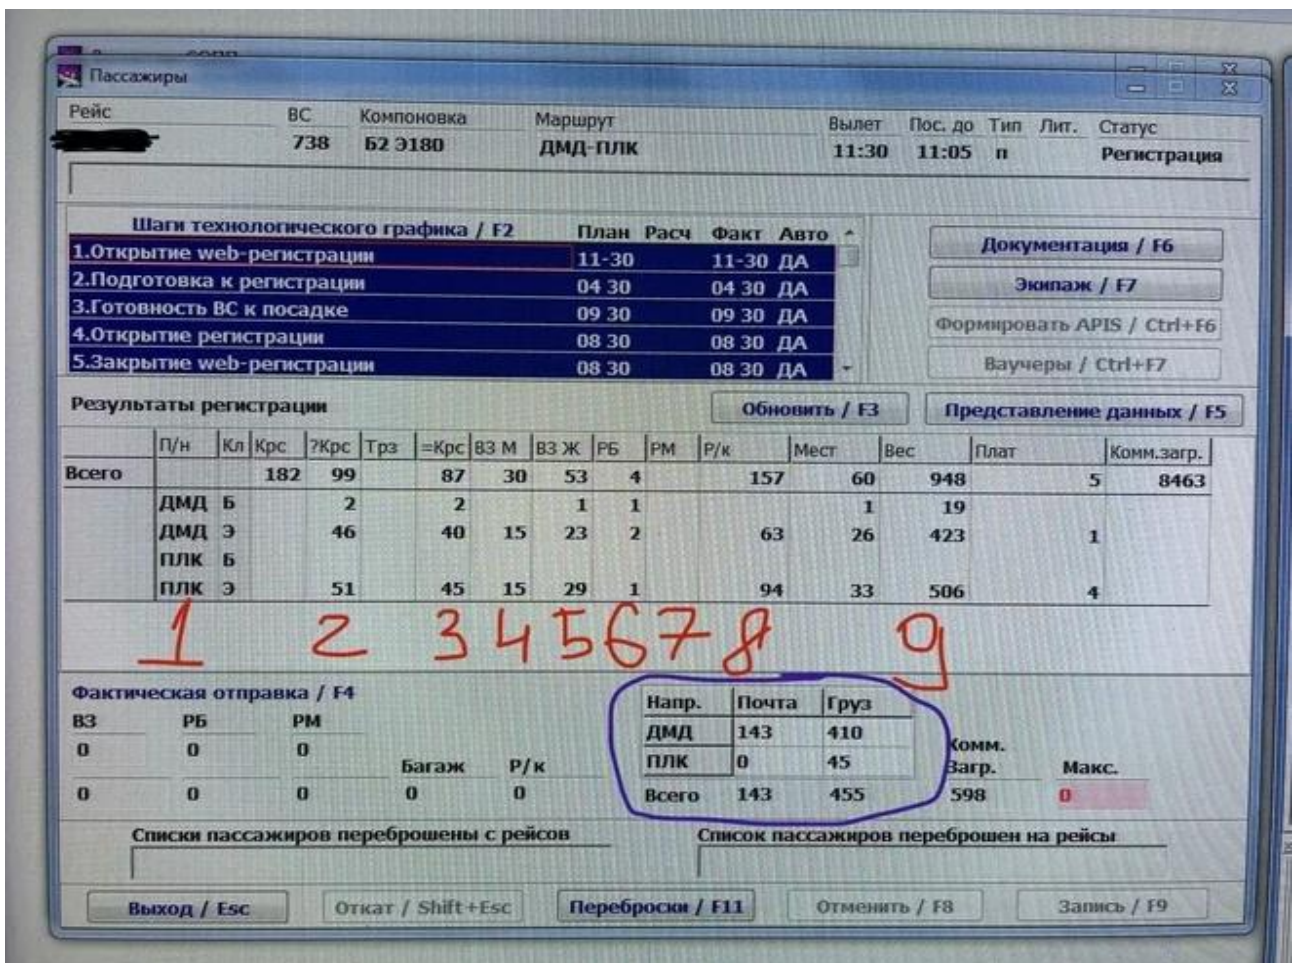 Пассажиры
Рейс ВС Компоновка Маршрут Вылет Пос. до Тип Лит. Статус
738 Б2 Э180 ДМД-ПЛК 11:30 11:05 п Регистрация
Шаги технологического графика / F2 План Расч Факт Авто
1.Открытие web-регистрации 11-30 11-30 ДА
2.Подготовка к регистрации 04 30 04 30 ДА
3.Готовность ВС к посадке 09 30 09 30 ДА
4.Открытие регистрации 08 30 08 30 ДА
5.Закрытие web-регистрации 08 30 08 30 ДА
Документация / F6
Экипаж / F7
Формировать APIS / Ctrl+F6
Ваучеры / Ctrl+F7
Результаты регистрации Обновить / F3 Представление данных / F5
П/н Кл Крс ?Крс Трз =Крс ВЗ М ВЗ Ж РБ РМ Р/к Мест Вес Плат Комм.загр.
Всего 182 99 87 30 53 4 157 60 948 5 8463
ДМД Б 2 2 1 1 1 19
ДМД Э 46 40 15 23 2 63 26 423 1
ПЛК Б
ПЛК Э 51 45 15 29 1 94 33 506 4
1 2 3 4 5 6 7 8 9
Фактическая отправка / F4
ВЗ РБ РМ
0 0 0
Багаж Р/к
0 0 0 0 0
Напр. Почта Груз
ДМД 143 410
ПЛК 0 45
Всего 143 455
Комм.
Загр. Макс.
598 0
Списки пассажиров переброшены с рейсов Список пассажиров переброшен на рейсы
Выход / Esc Откат / Shift+Esc Переброски / F11 Отменить / F8 Запись / F9